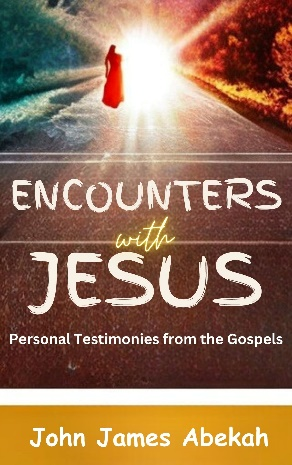 ENCOUNTERS
with
JESUS
Personal Testimonies from the Gospels
John James Abekah